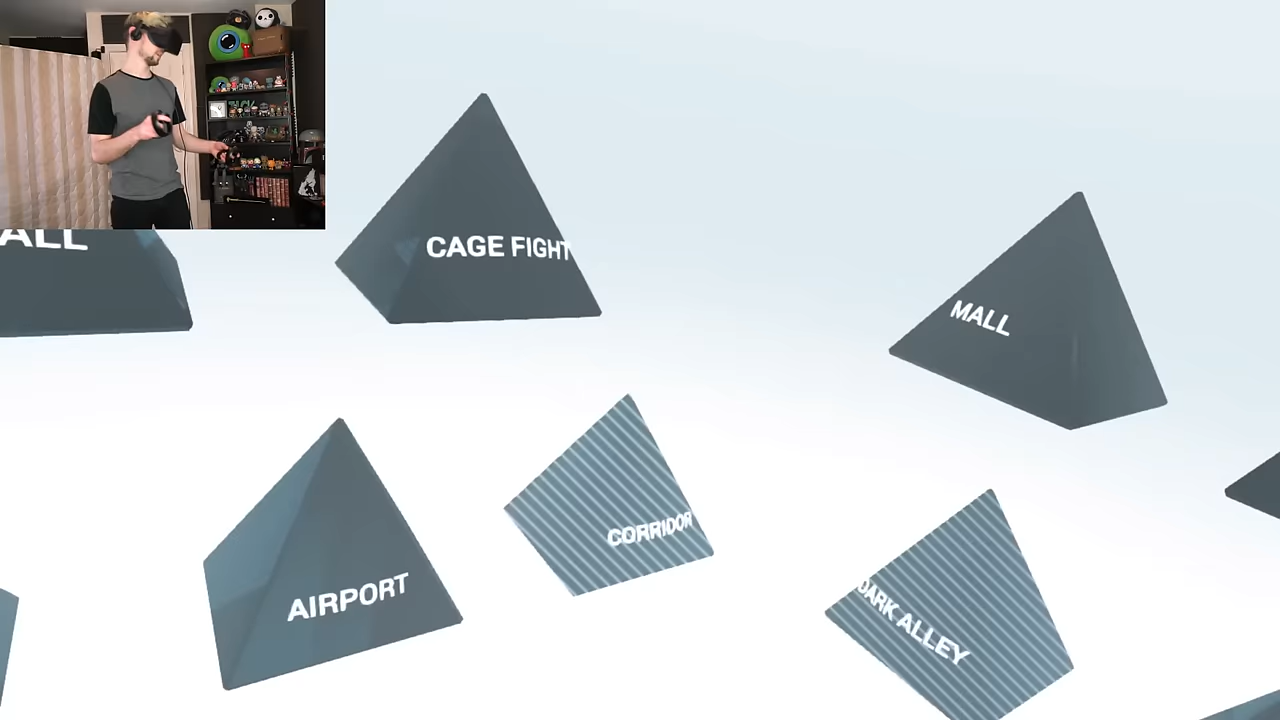 ALL
CAGE FIGHT
MALL
CORRIDOR
AIRPORT
DARK ALLEY